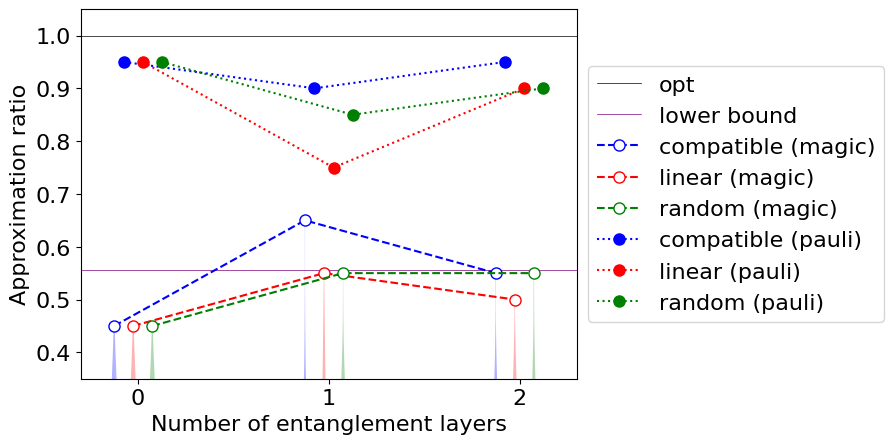 1.0
0.9
0.8
0.7
0.6
0.5
0.4
Approximation ratio
0 1 2
Number of entanglement layers
opt
lower bound
compatible (magic)
linear (magic)
random (magic)
compatible (pauli)
linear (pauli)
random (pauli)